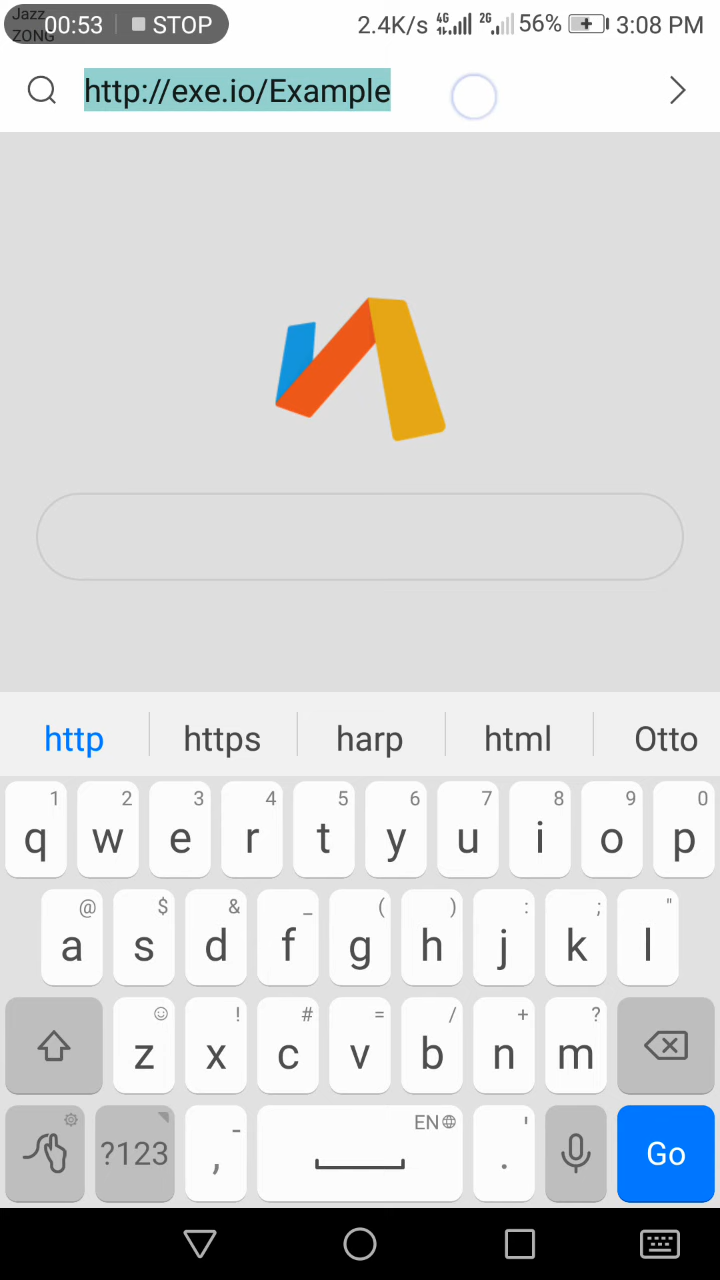 Jazz
ZONG
00:53 STOP 2.4K/s 4G 2G 56% 3:08 PM
http://exe.io/Example
http https harp html Otto
1 2 3 4 5 6 7 8 9 0
q w e r t y u i o p
@ $ & _ ( ) : ; "
a s d f g h j k l
! # = / + ?
z x c v b n m
- EN '
?123 , . Go